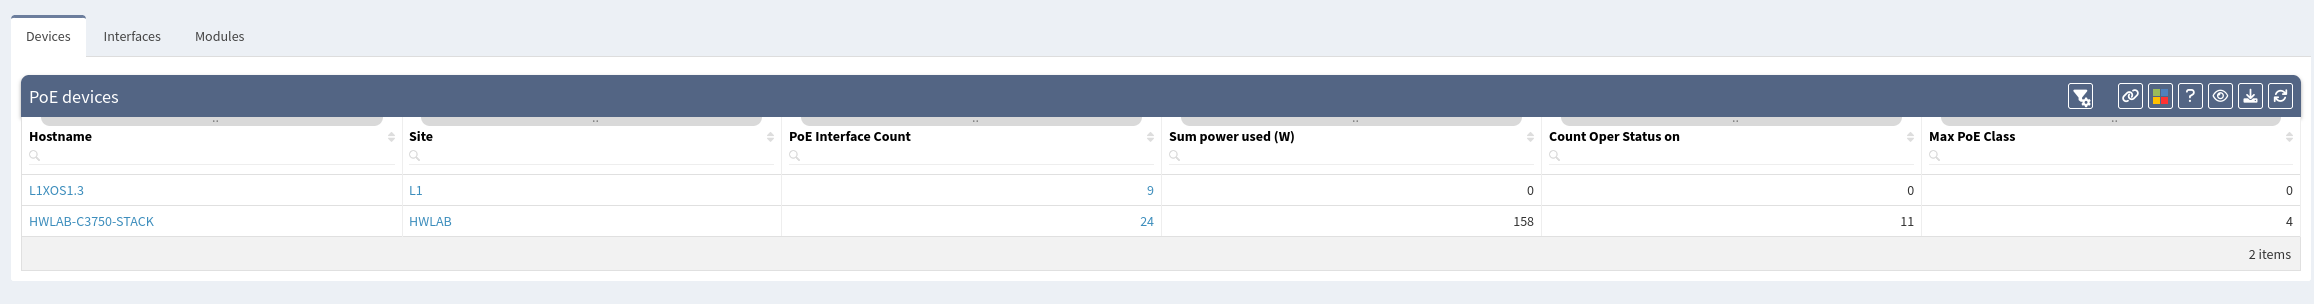 Devices Interfaces Modules
PoE devices ?
Hostname Site PoE Interface Count Sum power used (W) Count Oper Status on Max PoE Class
L1XOS1.3 L1 9 0 0 0
HWLAB-C3750-STACK HWLAB 24 158 11 4
2 items